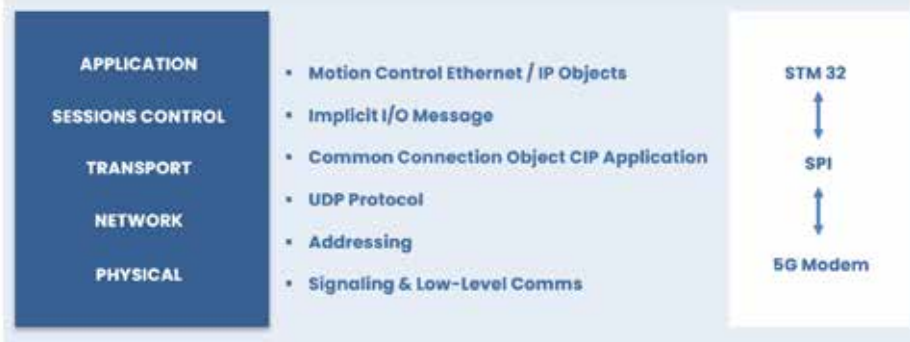 APPLICATION
SESSIONS CONTROL
TRANSPORT
NETWORK
PHYSICAL
▪ Motion Control Ethernet / IP Objects
▪ Implicit I/O Message
▪ Common Connection Object CIP Application
▪ UDP Protocol
▪ Addressing
▪ Signaling & Low-Level Comms
STM 32
SPI
5G Modem